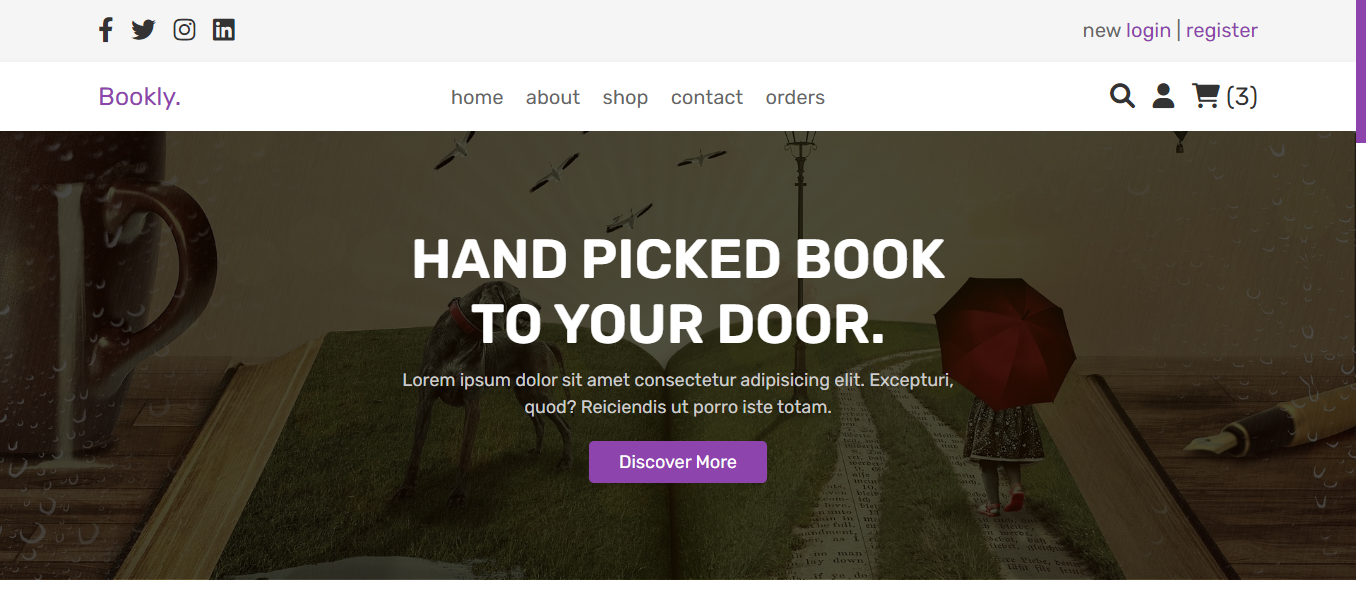 new login | register
Bookly.
home about shop contact orders
(3)
HAND PICKED BOOK
TO YOUR DOOR.
Lorem ipsum dolor sit amet consectetur adipisicing elit. Excepturi,
quod? Reiciendis ut porro iste totam.
Discover More